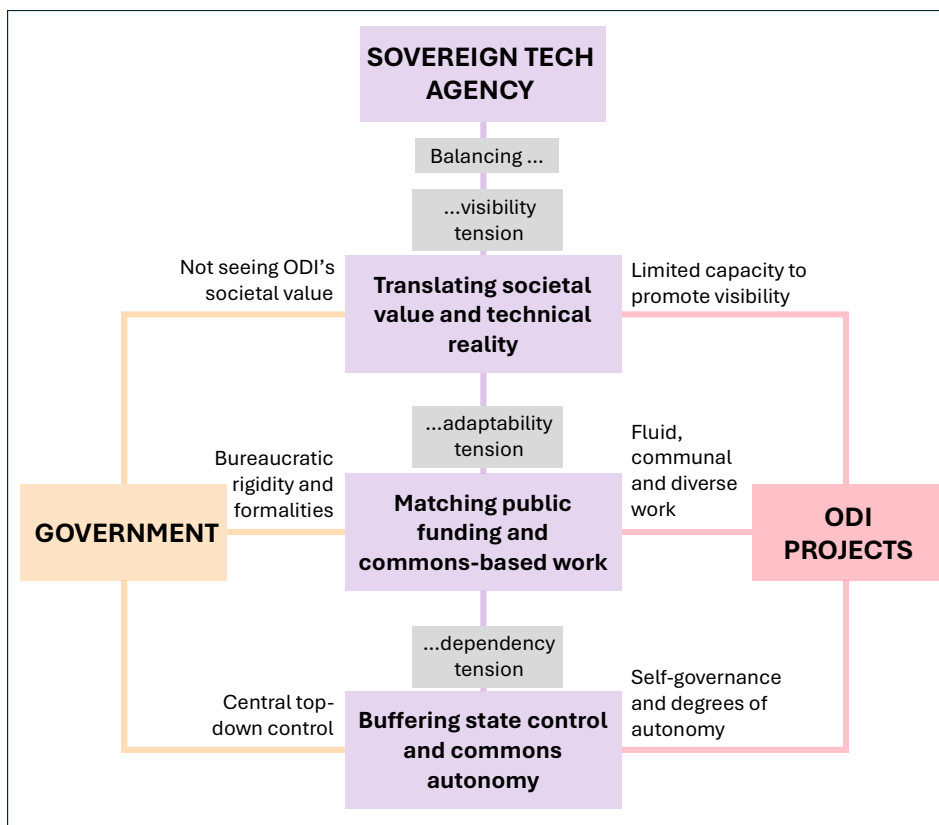 SOVEREIGN TECH
AGENCY
Balancing ...
...visibility
tension
Not seeing ODI's
societal value
Translating societal
value and technical
reality
Limited capacity to
promote visibility
...adaptability
tension
Bureaucratic
rigidity and
formalities
Fluid,
communal
and diverse
work
GOVERNMENT
Matching public
funding and
commons-based work
ODI
PROJECTS
...dependency
tension
Central top-
down control
Buffering state control
and commons
autonomy
Self-governance
and degrees of
autonomy